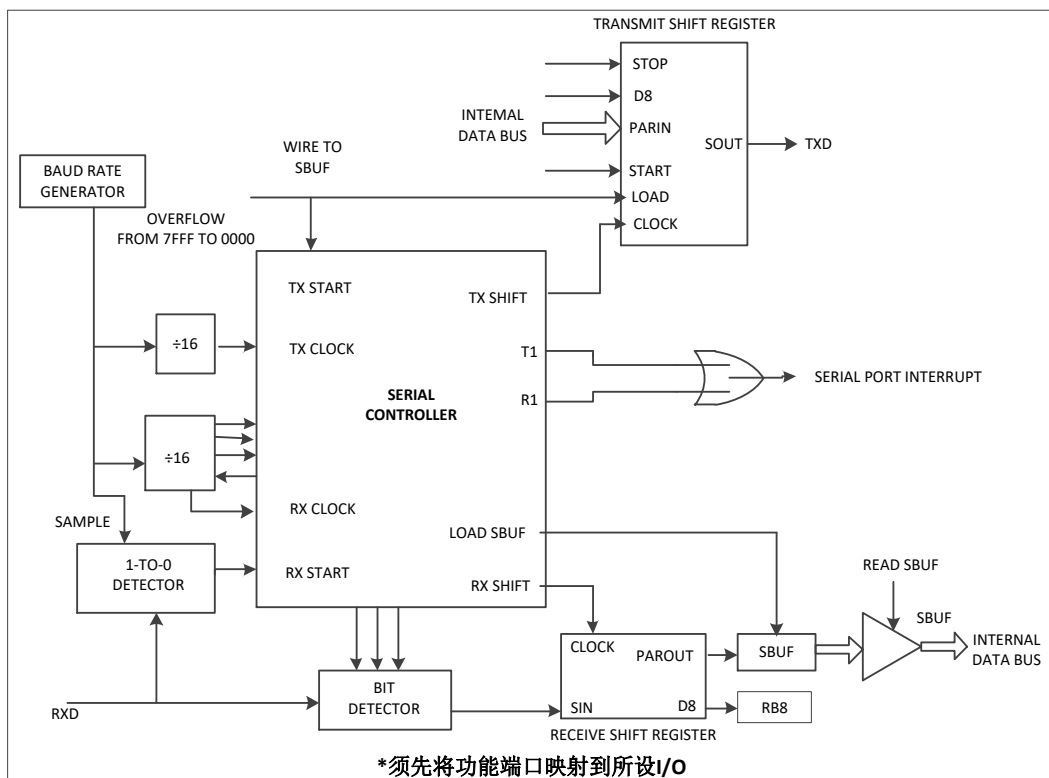 TRANSMIT SHIFT REGISTER
STOP
D8
INTEMAL
DATA BUS
PARIN
SOUT
TXD
START
LOAD
CLOCK
WIRE TO
SBUF
BAUD RATE
GENERATOR
OVERFLOW
FROM 7FFF TO 0000
TX START
TX SHIFT
÷16
TX CLOCK
T1
SERIAL
CONTROLLER
R1
SERIAL PORT INTERRUPT
÷16
RX CLOCK
SAMPLE
LOAD SBUF
1-TO-0
DETECTOR
RX START
RX SHIFT
READ SBUF
SBUF
CLOCK
PAROUT
SBUF
INTERNAL
DATA BUS
BIT
DETECTOR
RXD
SIN
D8
RB8
RECEIVE SHIFT REGISTER
*须先将功能端口映射到所设I/O